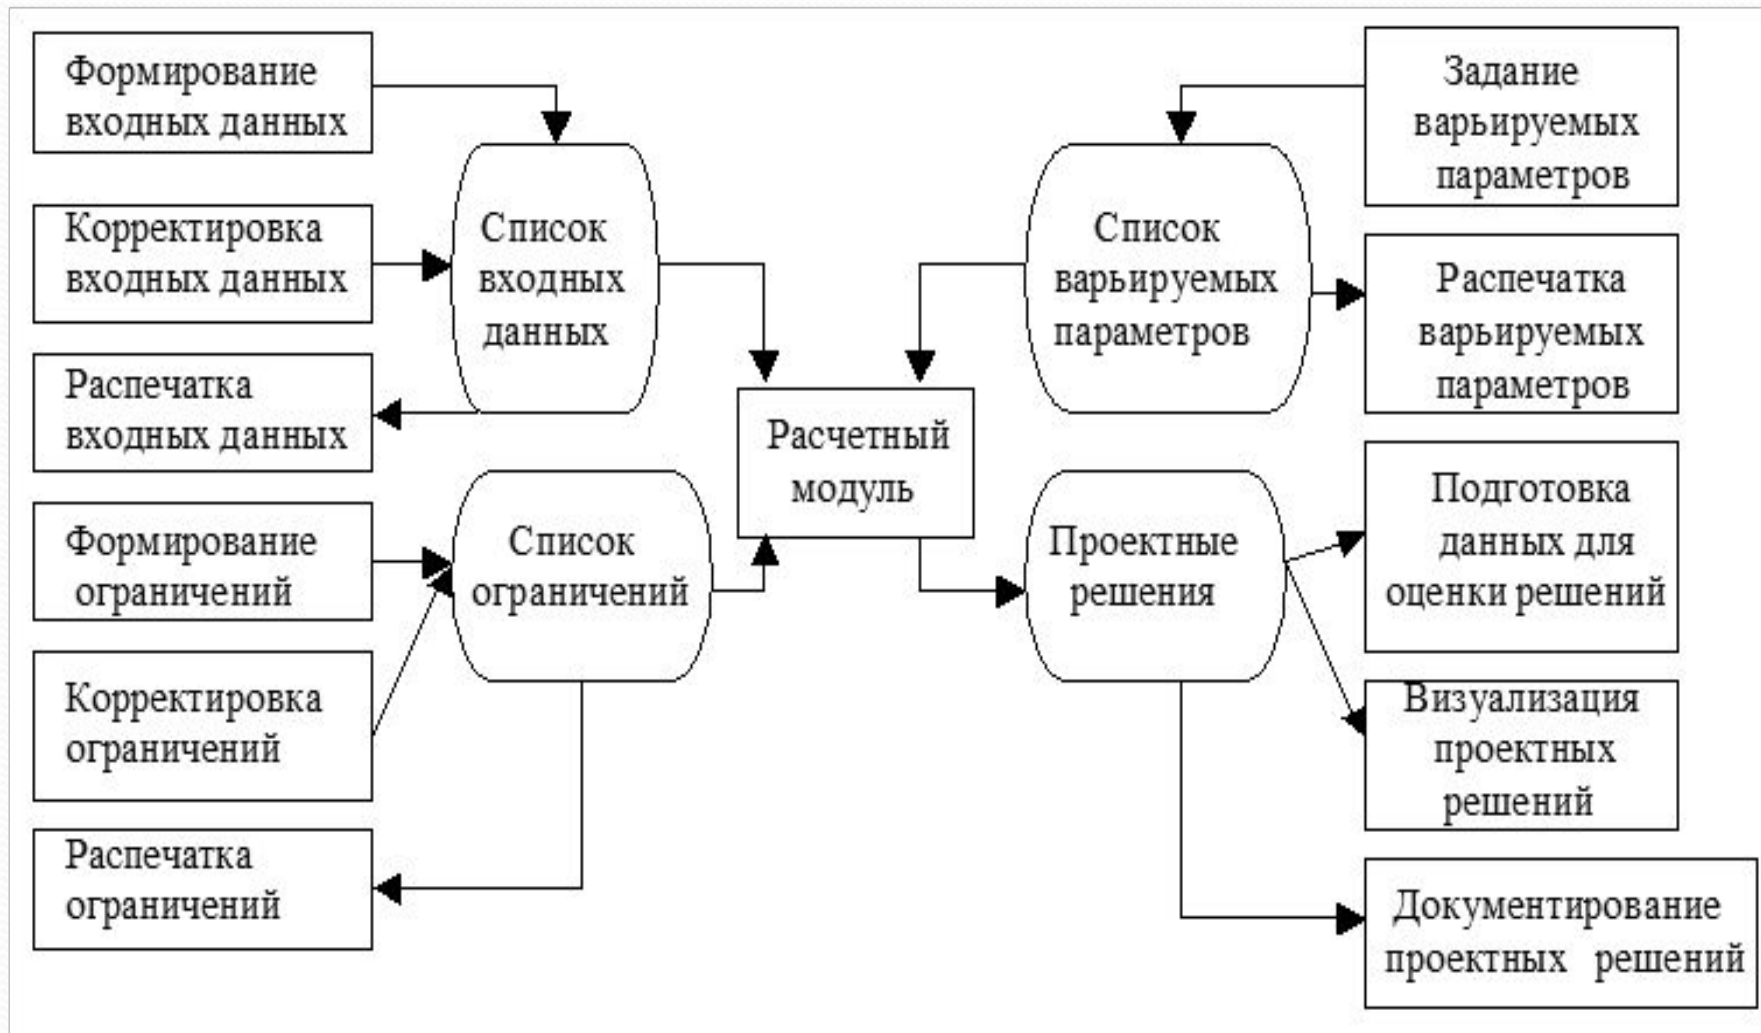 Формирование
входных данных
Корректировка
входных данных
Распечатка
входных данных
Формирование
ограничений
Корректировка
ограничений
Распечатка
ограничений
Список
входных
данных
Список
ограничений
Расчетный
модуль
Список
варьируемых
параметров
Проектные
решения
Задание
варьируемых
параметров
Распечатка
варьируемых
параметров
Подготовка
данных для
оценки решений
Визуализация
проектных
решений
Документирование
проектных решений